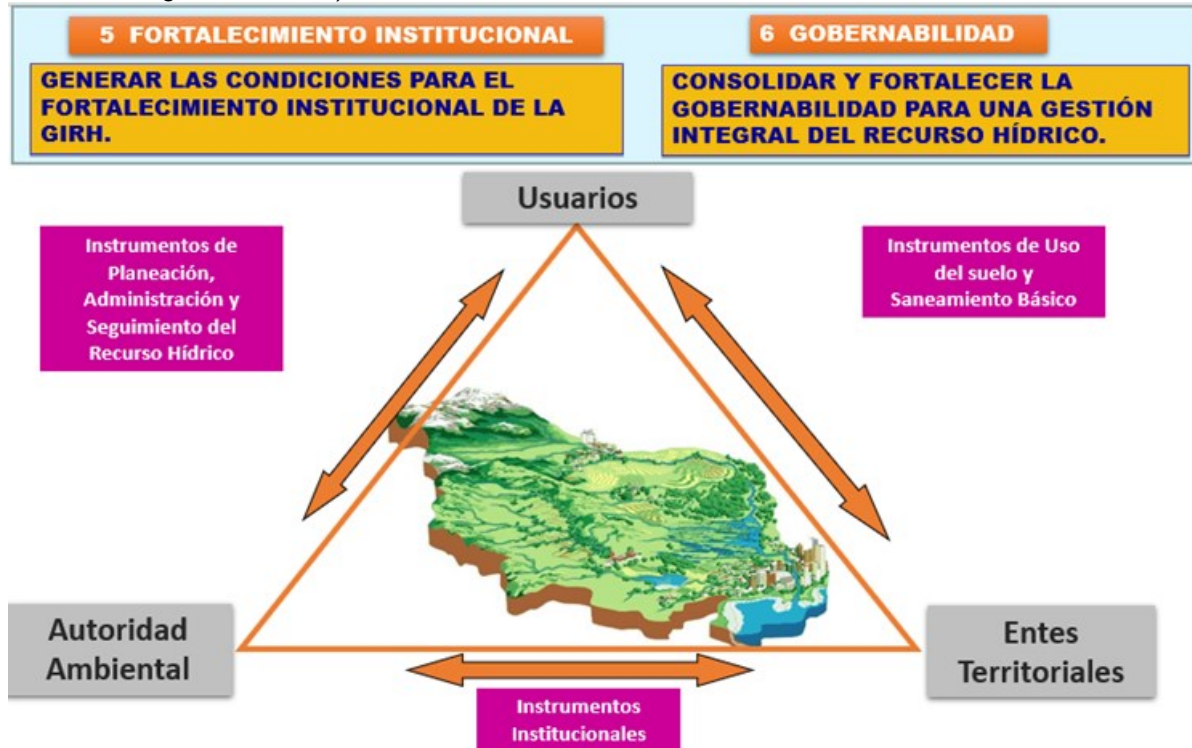 5 FORTALECIMIENTO INSTITUCIONAL
GENERAR LAS CONDICIONES PARA EL
FORTALECIMIENTO INSTITUCIONAL DE LA
GIRH.
6 GOBERNABILIDAD
CONSOLIDAR Y FORTALECER LA
GOBERNABILIDAD PARA UNA GESTIÓN
INTEGRAL DEL RECURSO HÍDRICO.
Usuarios
Instrumentos de
Planeación,
Administración y
Seguimiento del
Recurso Hídrico
Instrumentos de Uso
del suelo y
Saneamiento Básico
Autoridad
Ambiental
Entes
Territoriales
Instrumentos
Institucionales